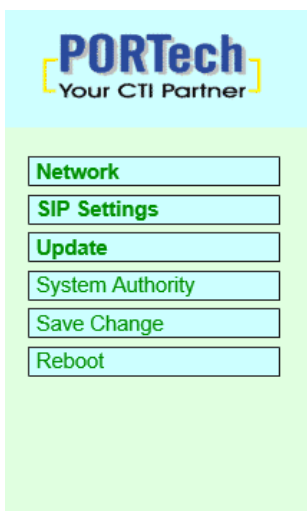 PORTech
Your CTI Partner
Network
SIP Settings
Update
System Authority
Save Change
Reboot